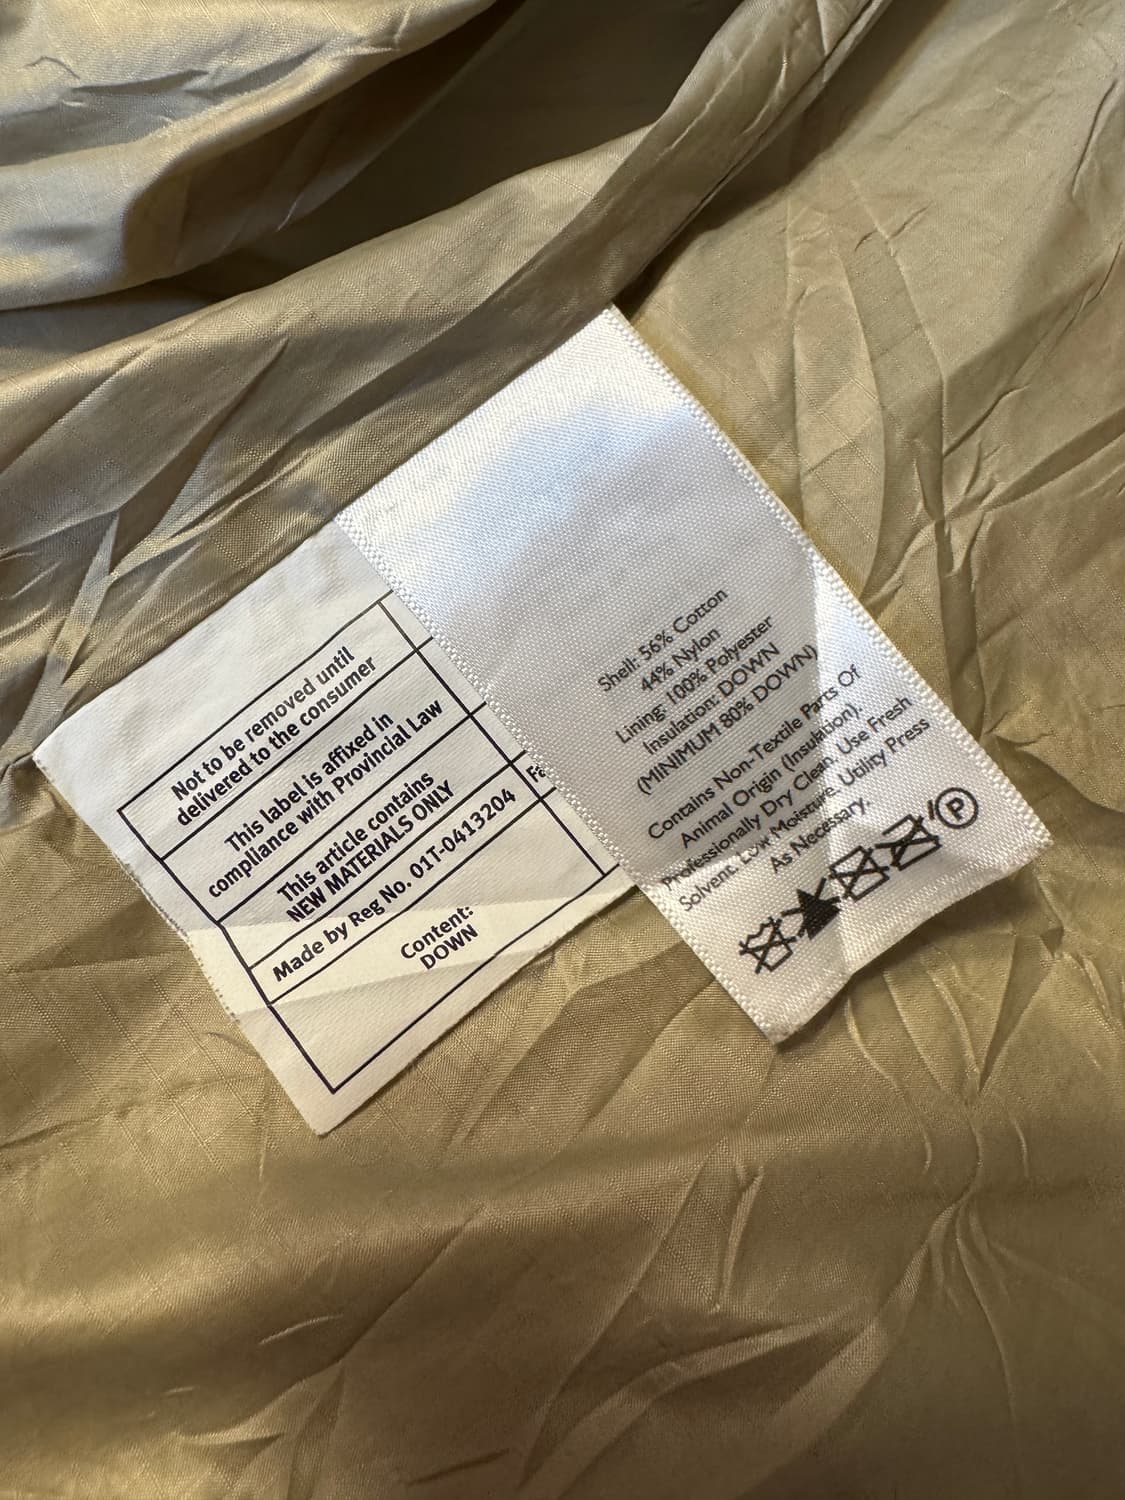 Not to be removed until
delivered to the consumer
This label is affixed in
compliance with Provincial Law
This article contains
NEW MATERIALS ONLY
Made by Reg No. 01T-0413204
Content:
DOWN
Shell: 56% Cotton
44% Nylon
Lining: 100% Polyester
Insulation: DOWN
(MINIMUM 80% DOWN)
Contains Non-Textile Parts Of
Animal Origin (Insulation).
Professionally Dry Clean. Use Fresh
Solvent. Low Moisture. Utility Press
As Necessary.
P